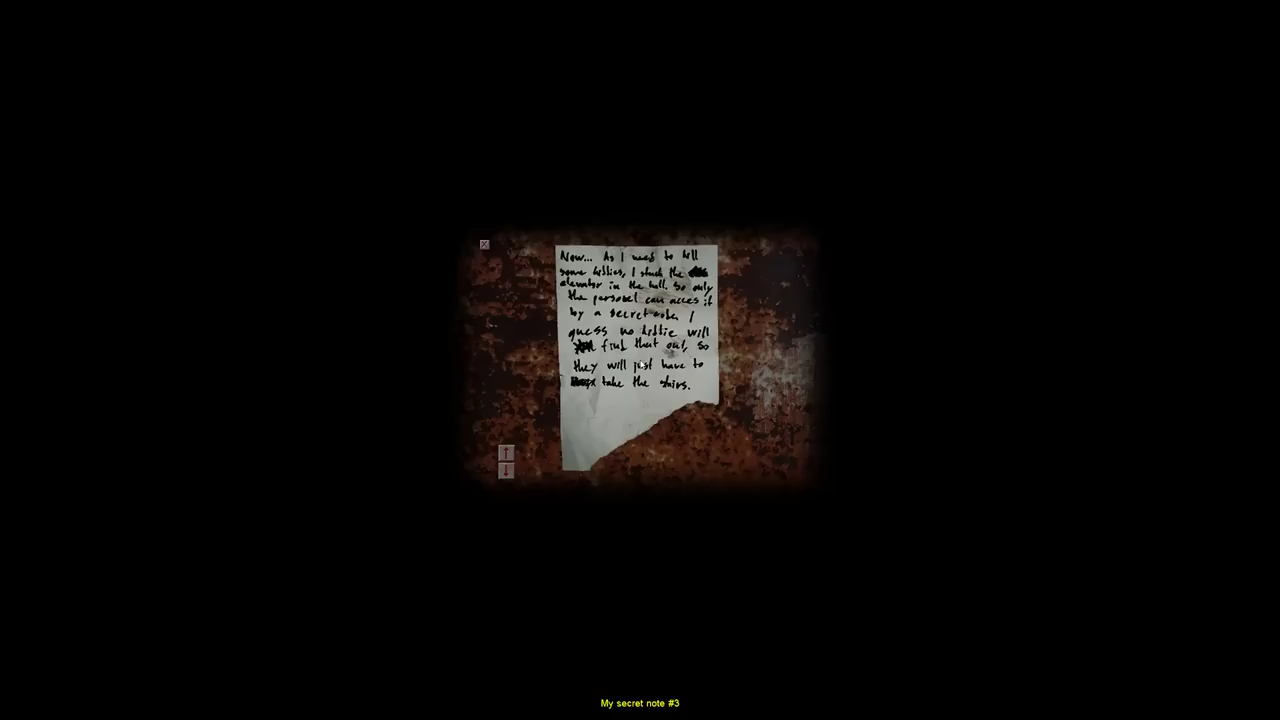 Now... As I need to kill
some kiddies, I stuck the
elevator in the hall. So only
the personel can acces it
by a secret code. I
guess no kiddie will
find that out, so
they will just have to
take the stairs.
My secret note #3